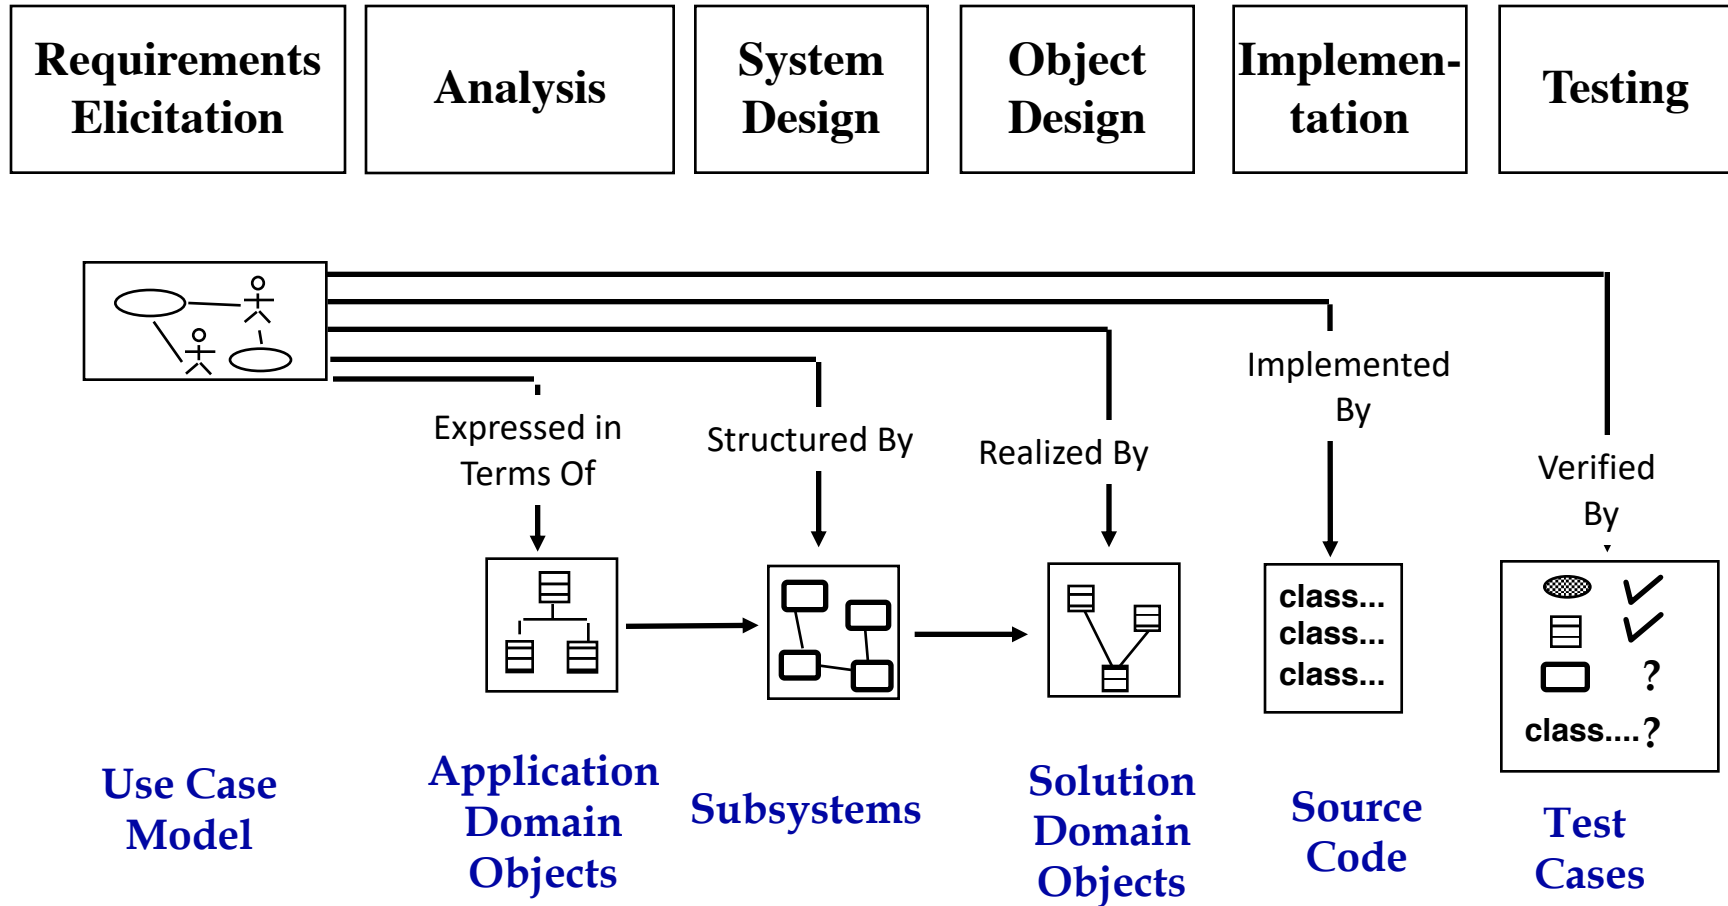 Requirements
Elicitation
Analysis
System
Design
Object
Design
Implemen-
tation
Testing
Expressed in
Terms Of
Structured By
Realized By
Implemented
By
Verified
By
class...
class...
class...
?
class....?
Use Case
Model
Application
Domain
Objects
Subsystems
Solution
Domain
Objects
Source
Code
Test
Cases